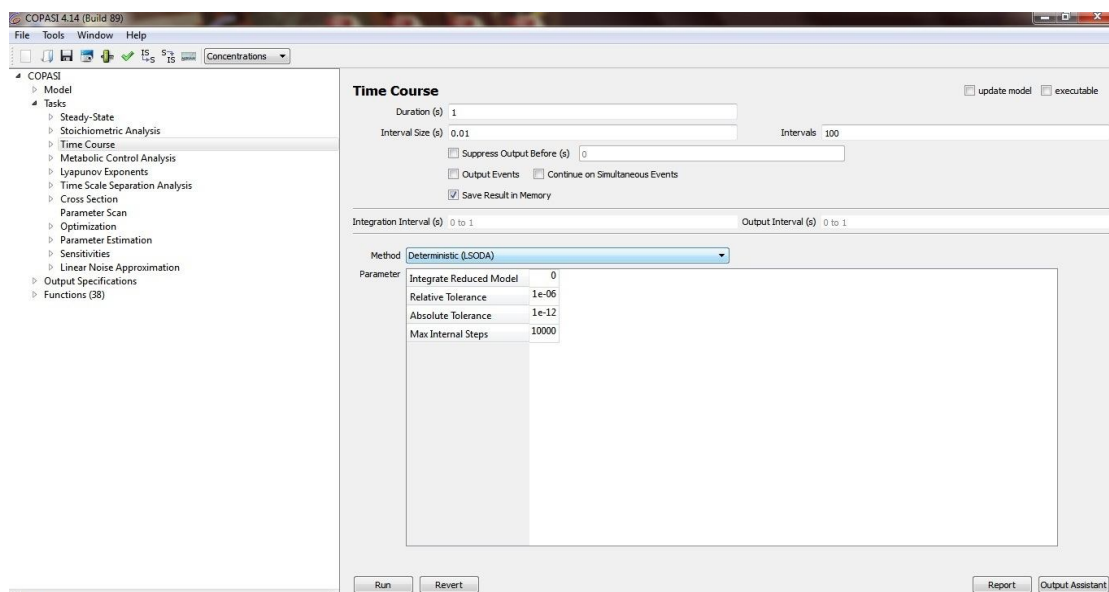 COPASI 4.14 (Build 89)
File Tools Window Help
Concentrations
COPASI
Model
Tasks
Steady-State
Stoichiometric Analysis
Time Course
Metabolic Control Analysis
Lyapunov Exponents
Time Scale Separation Analysis
Cross Section
Parameter Scan
Optimization
Parameter Estimation
Sensitivities
Linear Noise Approximation
Output Specifications
Functions (38)
Time Course
update model executable
Duration (s) 1
Interval Size (s) 0.01 Intervals 100
Suppress Output Before (s) 0
Output Events Continue on Simultaneous Events
Save Result in Memory
Integration Interval (s) 0 to 1 Output Interval (s) 0 to 1
Method Deterministic (LSODA)
Parameter
Integrate Reduced Model 0
Relative Tolerance 1e-06
Absolute Tolerance 1e-12
Max Internal Steps 10000
Run Revert Report Output Assistant